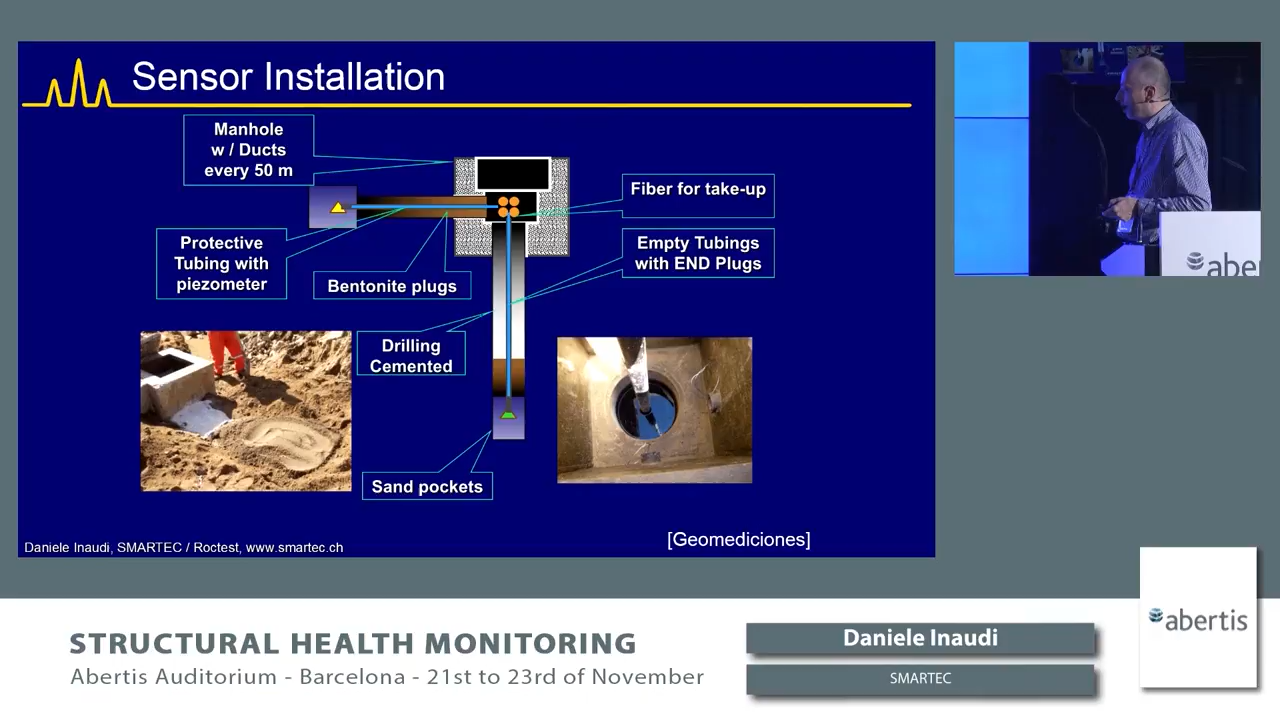 Sensor Installation
Manhole
w / Ducts
every 50 m
Fiber for take-up
Protective
Tubing with
piezometer
Empty Tubings
with END Plugs
Bentonite plugs
Drilling
Cemented
Sand pockets
[Geomediciones]
Daniele Inaudi, SMARTEC / Roctest, www.smartec.ch
aber
abertis
STRUCTURAL HEALTH MONITORING
Abertis Auditorium - Barcelona - 21st to 23rd of November
Daniele Inaudi
SMARTEC